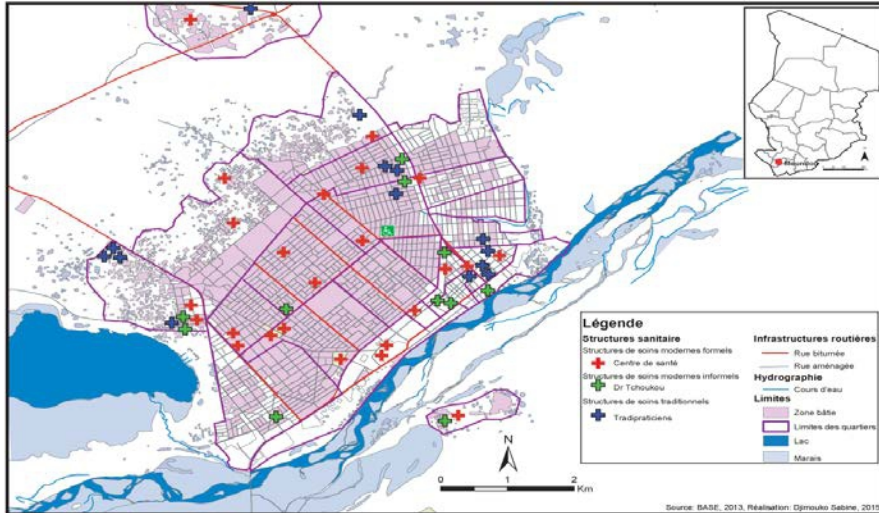 Légende
Structures sanitaire
Structures de soins modernes formels
Centre de santé
Structures de soins modernes informels
Dr Tchoukou
Structures de soins traditionnels
Tradipraticiens
Infrastructures routières
Rue bitumée
Rue aménagée
Hydrographie
Cours d'eau
Limites
Zone bâtie
Limites des quartiers
Lac
Marais
N
0 1 2
Km
Source: BASE, 2013, Réalisation: Djimouko Sabine, 2015